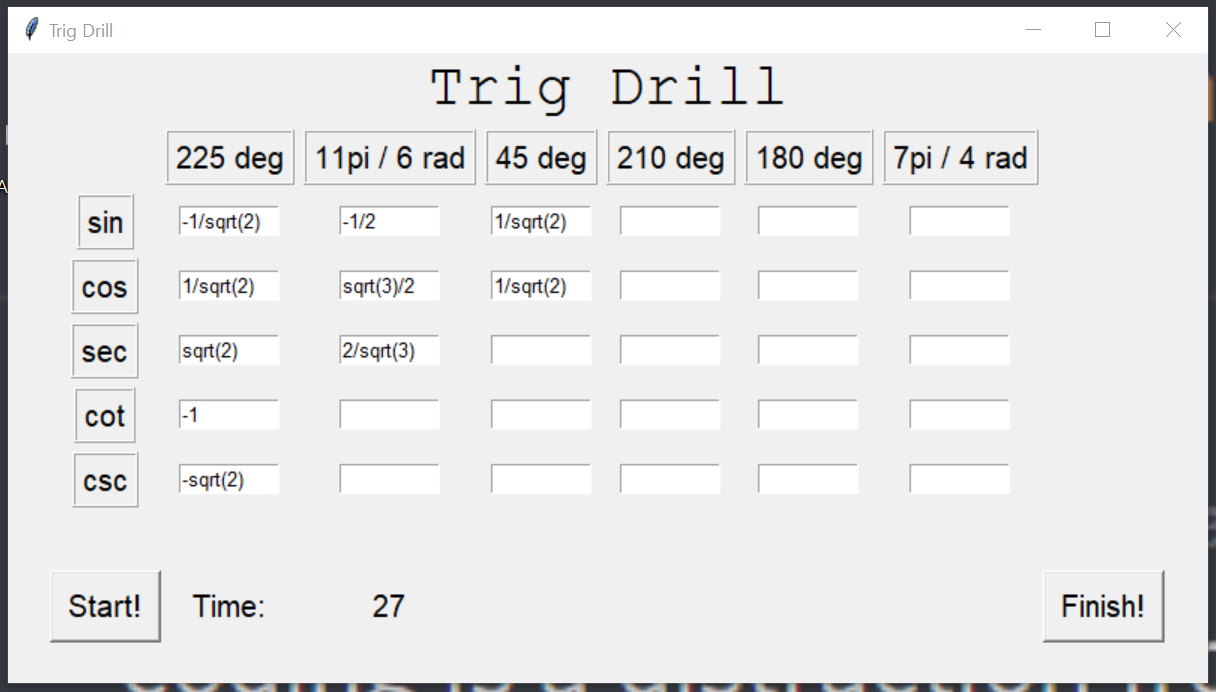 Trig Drill
Trig Drill
225 deg 11pi / 6 rad 45 deg 210 deg 180 deg 7pi / 4 rad
sin -1/sqrt(2) -1/2 1/sqrt(2)
cos 1/sqrt(2) sqrt(3)/2 1/sqrt(2)
sec sqrt(2) 2/sqrt(3)
cot -1
csc -sqrt(2)
Start! Time: 27 Finish!